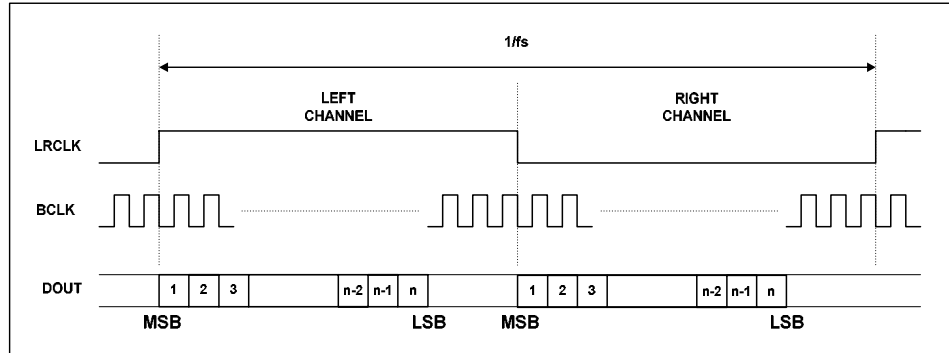 1/fs
LEFT
CHANNEL
RIGHT
CHANNEL
LRCLK
BCLK
DOUT
1 2 3 n-2 n-1 n 1 2 3 n-2 n-1 n
MSB LSB MSB LSB